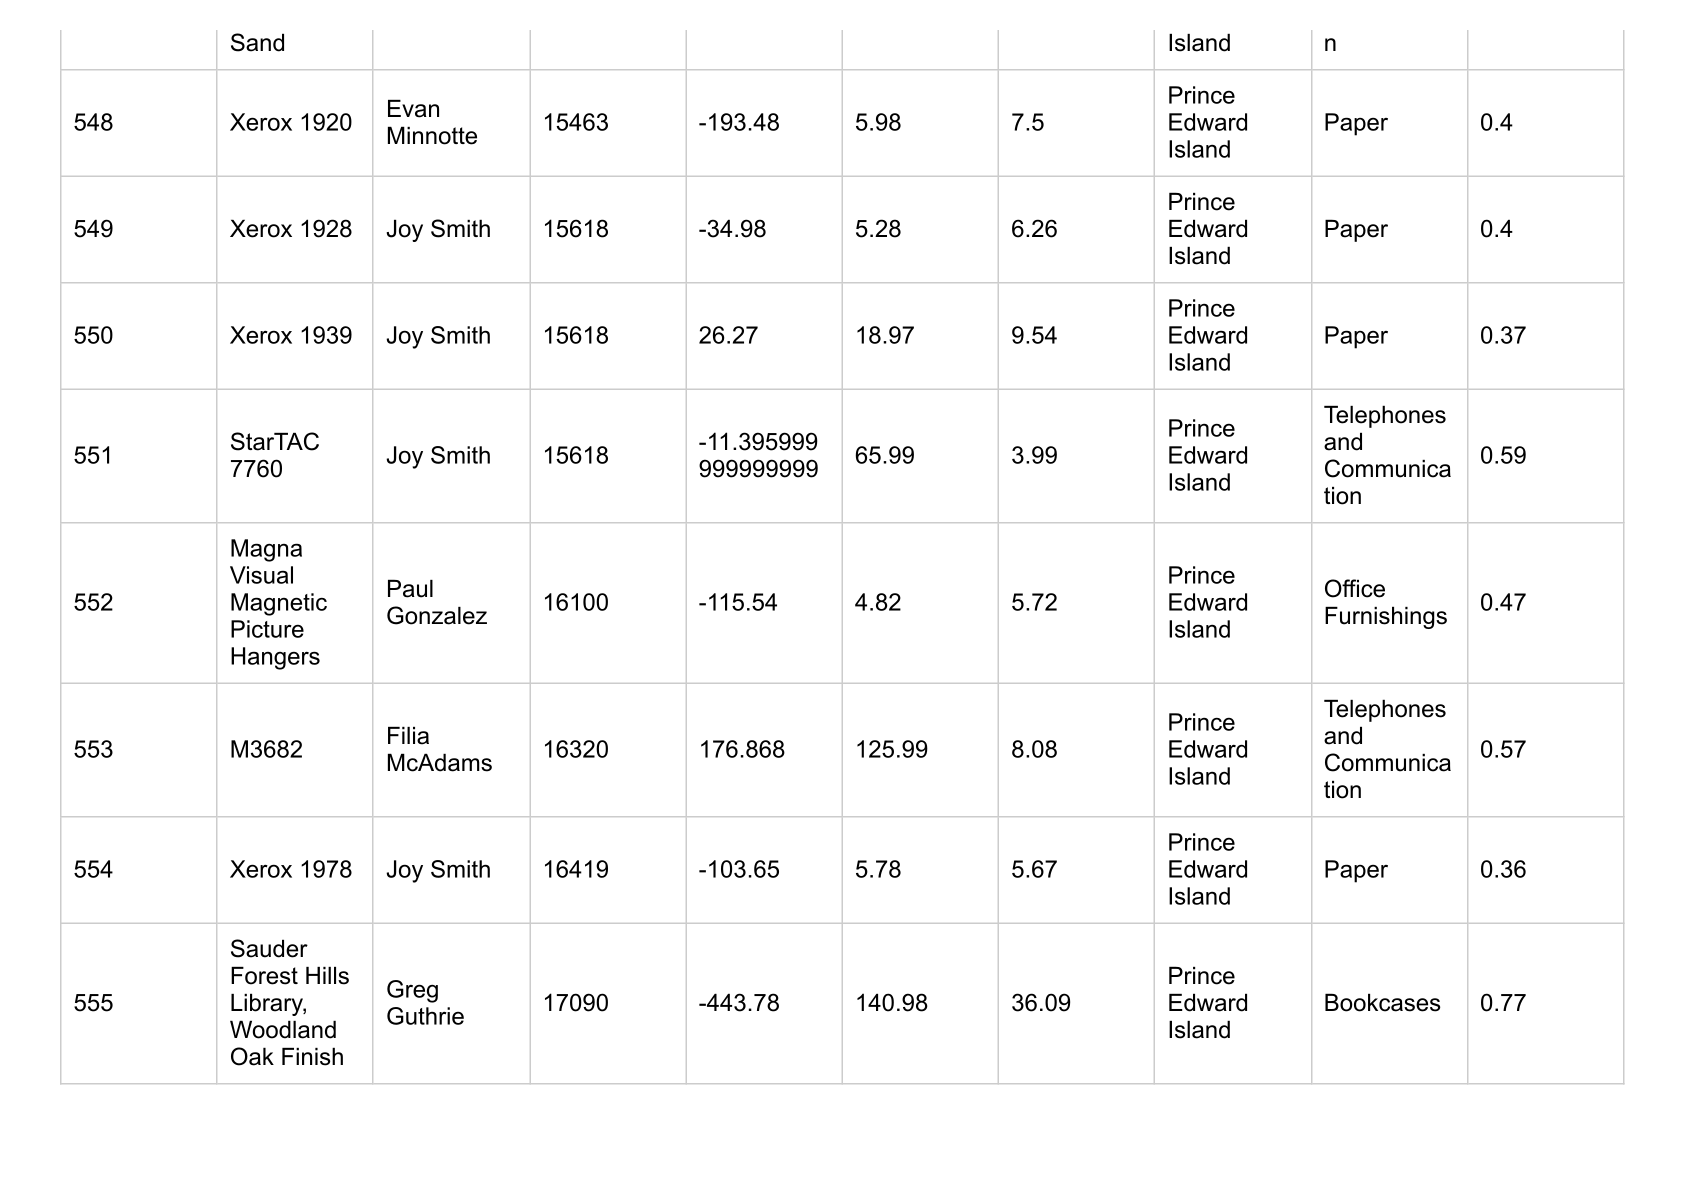 Sand Island n
548 Xerox 1920 Evan Minnotte 15463 -193.48 5.98 7.5 Prince Edward Island Paper 0.4
549 Xerox 1928 Joy Smith 15618 -34.98 5.28 6.26 Prince Edward Island Paper 0.4
550 Xerox 1939 Joy Smith 15618 26.27 18.97 9.54 Prince Edward Island Paper 0.37
551 StarTAC 7760 Joy Smith 15618 -11.395999 999999999 65.99 3.99 Prince Edward Island Telephones and Communica tion 0.59
552 Magna Visual Magnetic Picture Hangers Paul Gonzalez 16100 -115.54 4.82 5.72 Prince Edward Island Office Furnishings 0.47
553 M3682 Filia McAdams 16320 176.868 125.99 8.08 Prince Edward Island Telephones and Communica tion 0.57
554 Xerox 1978 Joy Smith 16419 -103.65 5.78 5.67 Prince Edward Island Paper 0.36
555 Sauder Forest Hills Library, Woodland Oak Finish Greg Guthrie 17090 -443.78 140.98 36.09 Prince Edward Island Bookcases 0.77